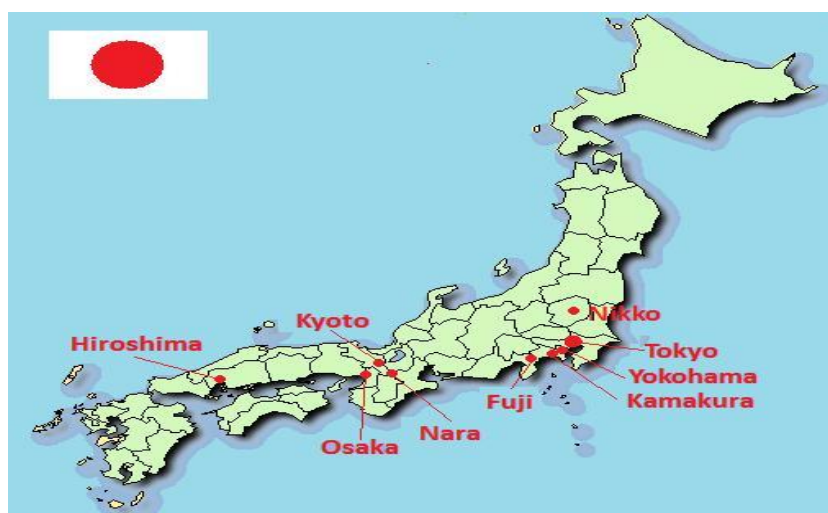 Nikko
Kyoto
Hiroshima
Tokyo
Yokohama
Fuji
Kamakura
Nara
Osaka